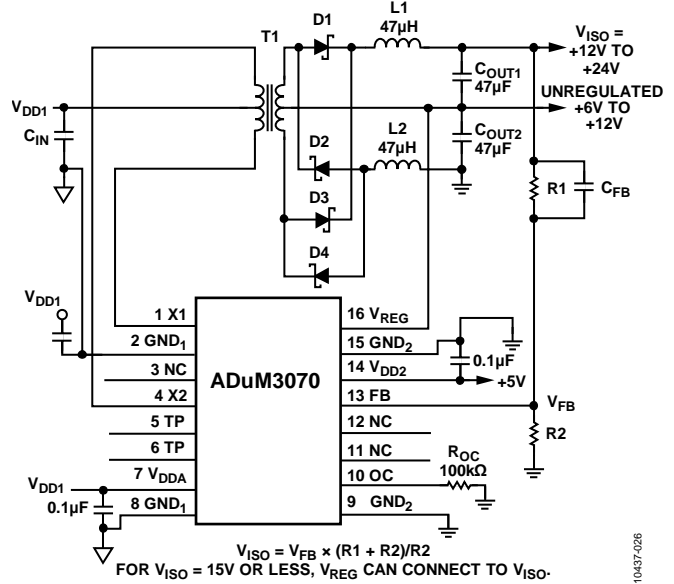 T1
D1
L1
47µH
V_ISO =
+12V TO
+24V
C_OUT1
47µF
UNREGULATED
+6V TO
+12V
V_DD1
C_IN
D2
L2
47µH
C_OUT2
47µF
D3
R1
C_FB
D4
V_DD1
1 X1
2 GND_1
3 NC
4 X2
5 TP
6 TP
7 V_DDA
8 GND_1
ADuM3070
16 V_REG
15 GND_2
14 V_DD2
13 FB
12 NC
11 NC
10 OC
9 GND_2
0.1µF
+5V
V_FB
R2
R_OC
100kΩ
V_DD1
0.1µF
V_ISO = V_FB × (R1 + R2)/R2
FOR V_ISO = 15V OR LESS, V_REG CAN CONNECT TO V_ISO.
10437-026